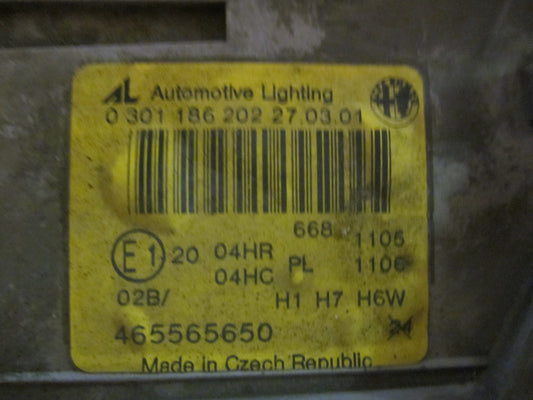 AL Automotive Lighting
0 301 186 202 27.03.01
668 1105
E1 20 04HR PL 1106
04HC
02B/ H1 H7 H6W
465565650 24
Made in Czech Republic